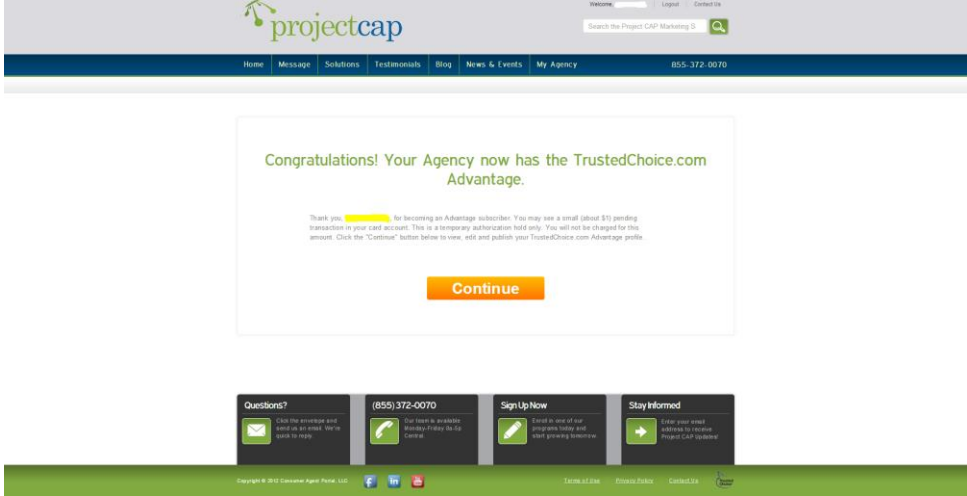 Welcome, Logout Contact Us
projectcap
Search the Project CAP Marketing S
Home Message Solutions Testimonials Blog News & Events My Agency 855-372-0070
Congratulations! Your Agency now has the TrustedChoice.com
Advantage.
Thank you, , for becoming an Advantage subscriber. You may see a small (about $1) pending
transaction in your card account. This is a temporary authorization hold only. You will not be charged for this
amount. Click the "Continue" button below to view, edit and publish your TrustedChoice.com Advantage profile
Continue
Questions?
Click the envelope and
send us an email. We're
quick to reply.
(855) 372-0070
Our team is available
Monday-Friday 8a-5p
Central.
Sign Up Now
Enroll in one of our
programs today and
start growing tomorrow
Stay Informed
Enter your email
address to receive
Project CAP Updates!
Copyright © 2012 Consumer Agent Portal, LLC
Terms of Use Privacy Policy Contact Us